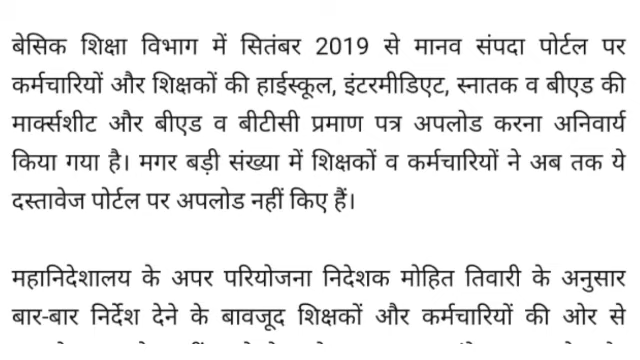 बेसिक शिक्षा विभाग में सितंबर 2019 से मानव संपदा पोर्टल पर
कर्मचारियों और शिक्षकों की हाईस्कूल, इंटरमीडिएट, स्नातक व बीएड की
मार्क्सशीट और बीएड व बीटीसी प्रमाण पत्र अपलोड करना अनिवार्य
किया गया है। मगर बड़ी संख्या में शिक्षकों व कर्मचारियों ने अब तक ये
दस्तावेज पोर्टल पर अपलोड नहीं किए हैं।
महानिदेशालय के अपर परियोजना निदेशक मोहित तिवारी के अनुसार
बार-बार निर्देश देने के बावजूद शिक्षकों और कर्मचारियों की ओर से